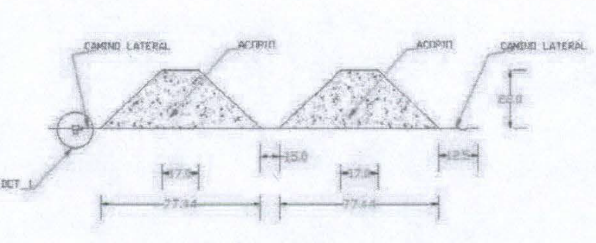 CAMINO LATERAL ACOPIO ACOPIO CAMINO LATERAL
15.0 12.5
17.0 17.0
DET_1
77.44 77.44